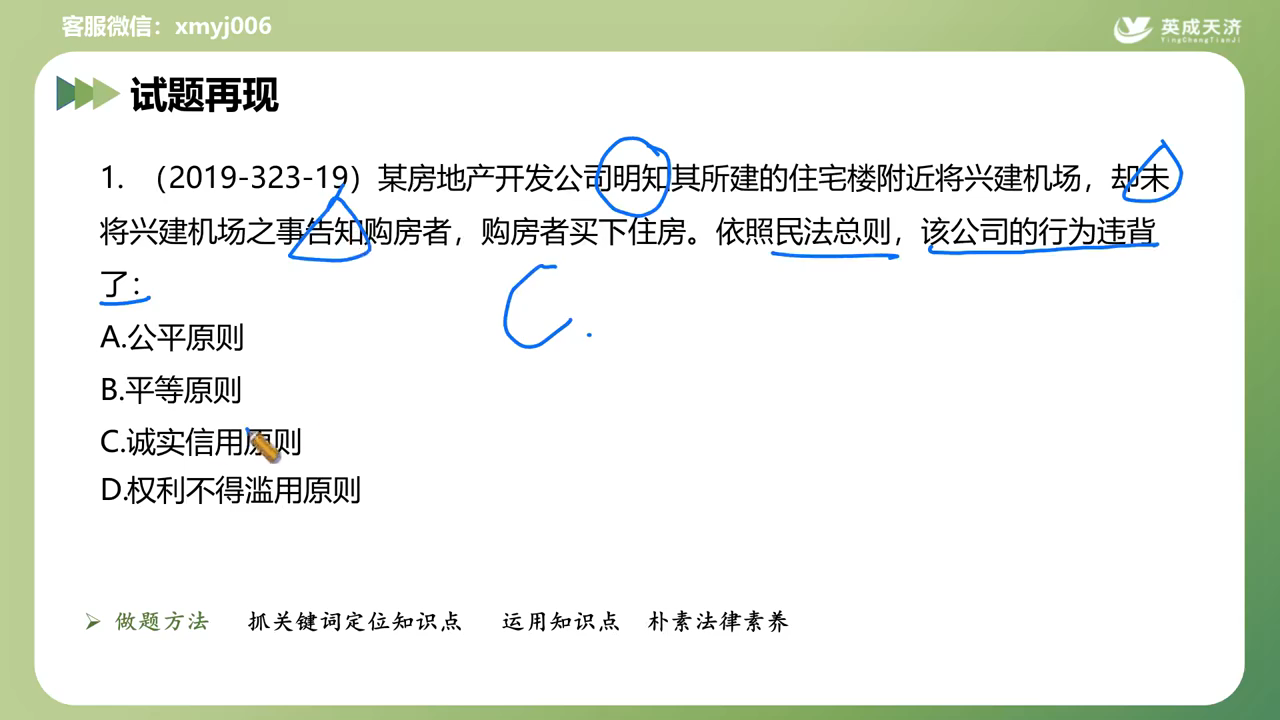 客服微信：xmyj006
英成天济
YingChengTianJi
试题再现
1. （2019-323-19）某房地产开发公司明知其所建的住宅楼附近将兴建机场，却未
将兴建机场之事告知购房者，购房者买下住房。依照民法总则，该公司的行为违背
了：
C.
A.公平原则
B.平等原则
C.诚实信用原则
D.权利不得滥用原则
做题方法 抓关键词定位知识点 运用知识点 朴素法律素养